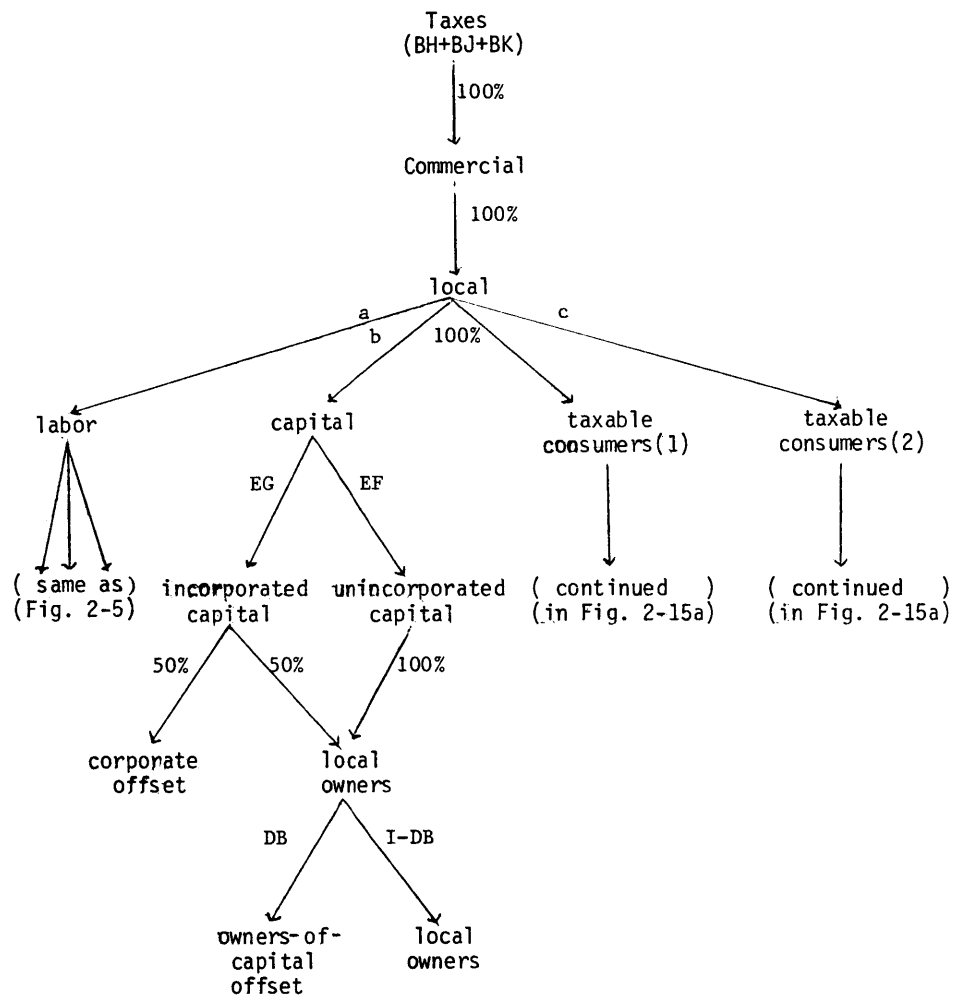 Taxes
(BH+BJ+BK)
100%
Commercial
100%
local
a
b
100%
c
labor
capital
taxable
consumers(1)
taxable
consumers(2)
EG
EF
( same as)
(Fig. 2-5)
incorporated
capital
unincorporated
capital
( continued )
(in Fig. 2-15a)
( continued )
(in Fig. 2-15a)
50%
50%
100%
corporate
offset
local
owners
DB
I-DB
owners-of-
capital
offset
local
owners